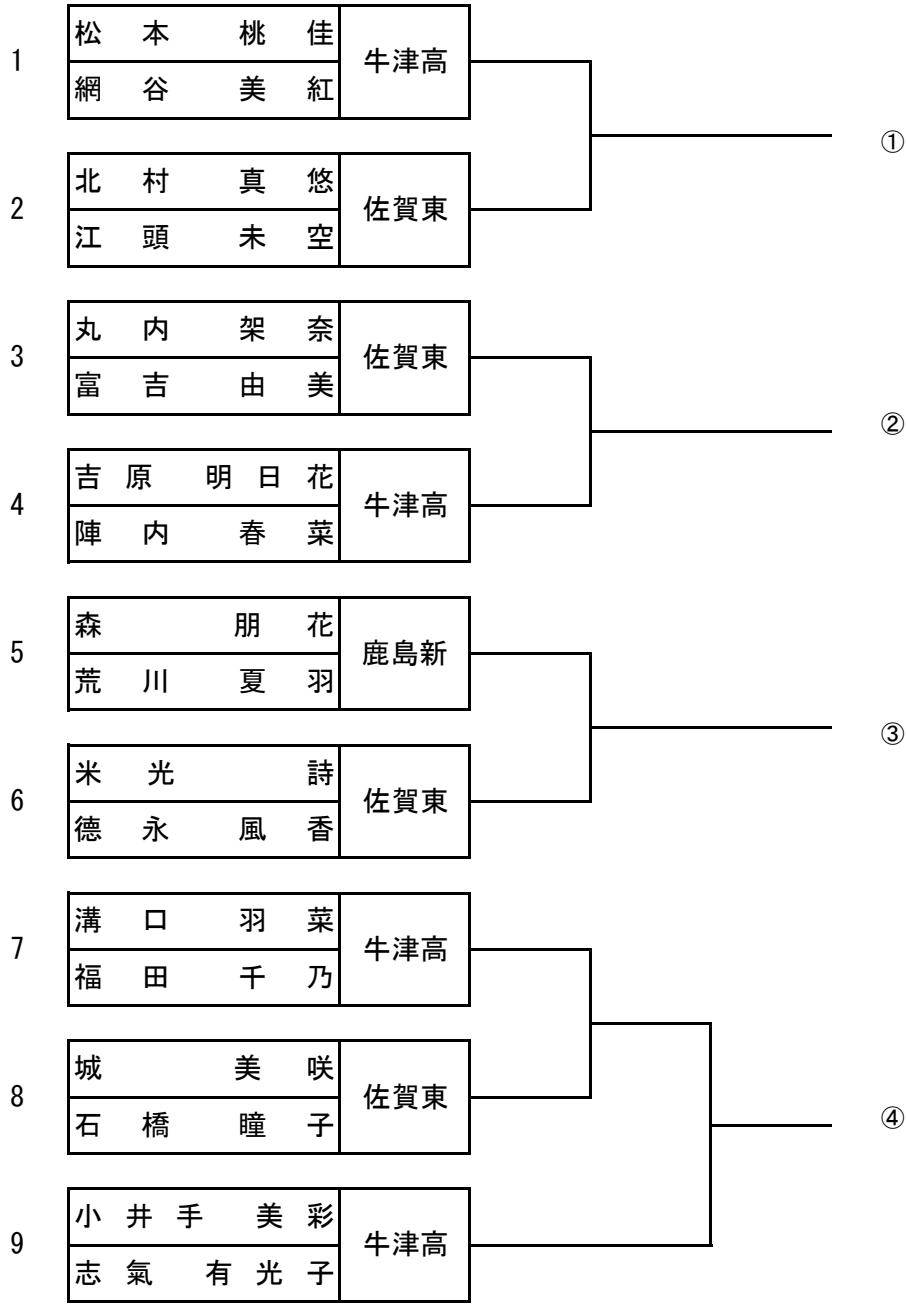 1 松本 桃佳 牛津高
網谷 美紅
①
2 北村 真悠 佐賀東
江頭 未空
3 丸内 架奈 佐賀東
富吉 由美
②
4 吉原 明日花 牛津高
陣内 春菜
5 森 朋花 鹿島新
荒川 夏羽
③
6 米光 詩 佐賀東
德永 風香
7 溝口 羽菜 牛津高
福田 千乃
8 城 美咲 佐賀東
石橋 瞳子
④
9 小井手 美彩 牛津高
志氣 有光子